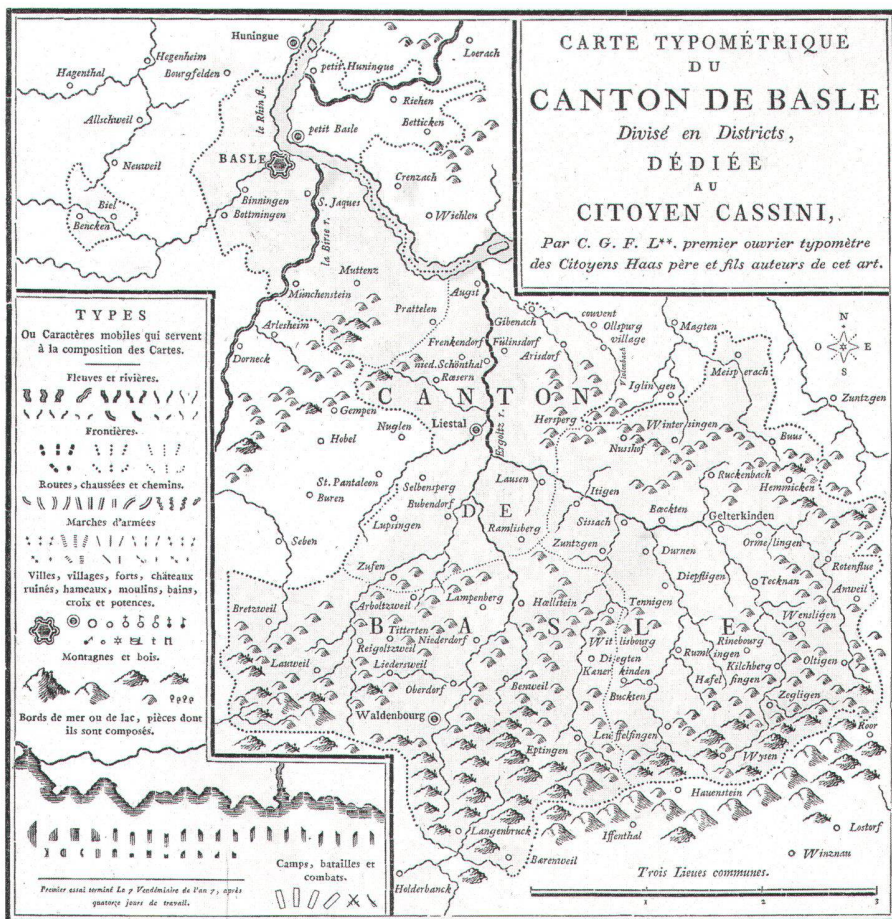 CARTE TYPOMÉTRIQUE
DU
CANTON DE BASLE
Divisé en Districts,
DÉDIÉE
AU
CITOYEN CASSINI,
Par C. G. F. L**. premier ouvrier typomètre
des Citoyens Haas père et fils auteurs de cet art.
Huningue
Hegenheim
Hagenthal
Bourgfelden
petit Huningue
Loerach
le Rhin fl.
Riehen
Betticken
Allschweil
petit Basle
Neuweil
BASLE
Crenzach
Binningen
S. Jaques
Biel
Bottmingen
Wiehlen
Bencken
la Birse r.
Muttenz
Münchenstein
Augst
Prattelen
Arlesheim
Gibenach
couvent
Ollspurg
village
Magten
Dorneck
Frenkendorf
Fülinsdorf
Arisdorf
nied. Schönthal
Rasern
Meisperach
N
O
E
S
CANTON
Iglingen
Zuntzgen
Gempen
Nuglen
Liestal
Ergoltz r.
Hersperg
Wintersingen
Hobel
Nusshof
Buus
St. Pantaleon
Selbensperg
Lausen
Ruckenbach
Hemmicken
Buren
Bubendorf
Itigen
DE
Lupsingen
Sissach
Bœckten
Gelterkinden
Ramlisberg
Seben
Zuntzgen
Durnen
Ormelingen
Zufen
Diepfligen
Tecknan
Rotenflue
Anweil
Bretzweil
Arboltzweil
Lampenberg
Hœllstein
Tennigen
Wensligen
BASLE
Titterten
Niederdorf
Witlisbourg
Rinebourg
Reigoltzweil
Rumlingen
Lauweil
Liedersweil
Diegten
Kilchberg
Oltigen
Kanerkinden
Hæfelfingen
Oberdorf
Benweil
Buckten
Zegligen
Waldenbourg
Eptingen
Leuffelfingen
Roor
Wysen
Hauenstein
Langenbruck
Iffenthal
Lostorf
Bærenweil
Winznau
Holderbanck
Trois Lieues communes.
1
2
3
TYPES
Ou Caractères mobiles qui servent
à la composition des Cartes.
Fleuves et rivières.
Frontières.
Routes, chaussées et chemins.
Marches d'armées
Villes, villages, forts, châteaux
ruinés, hameaux, moulins, bains,
croix et potences.
Montagnes et bois.
Bords de mer ou de lac, pièces dont
ils sont composés.
Camps, batailles et
combats.
Premier essai terminé Le 7 Vendémiaire de l'an 7, après
quatorze jours de travail.